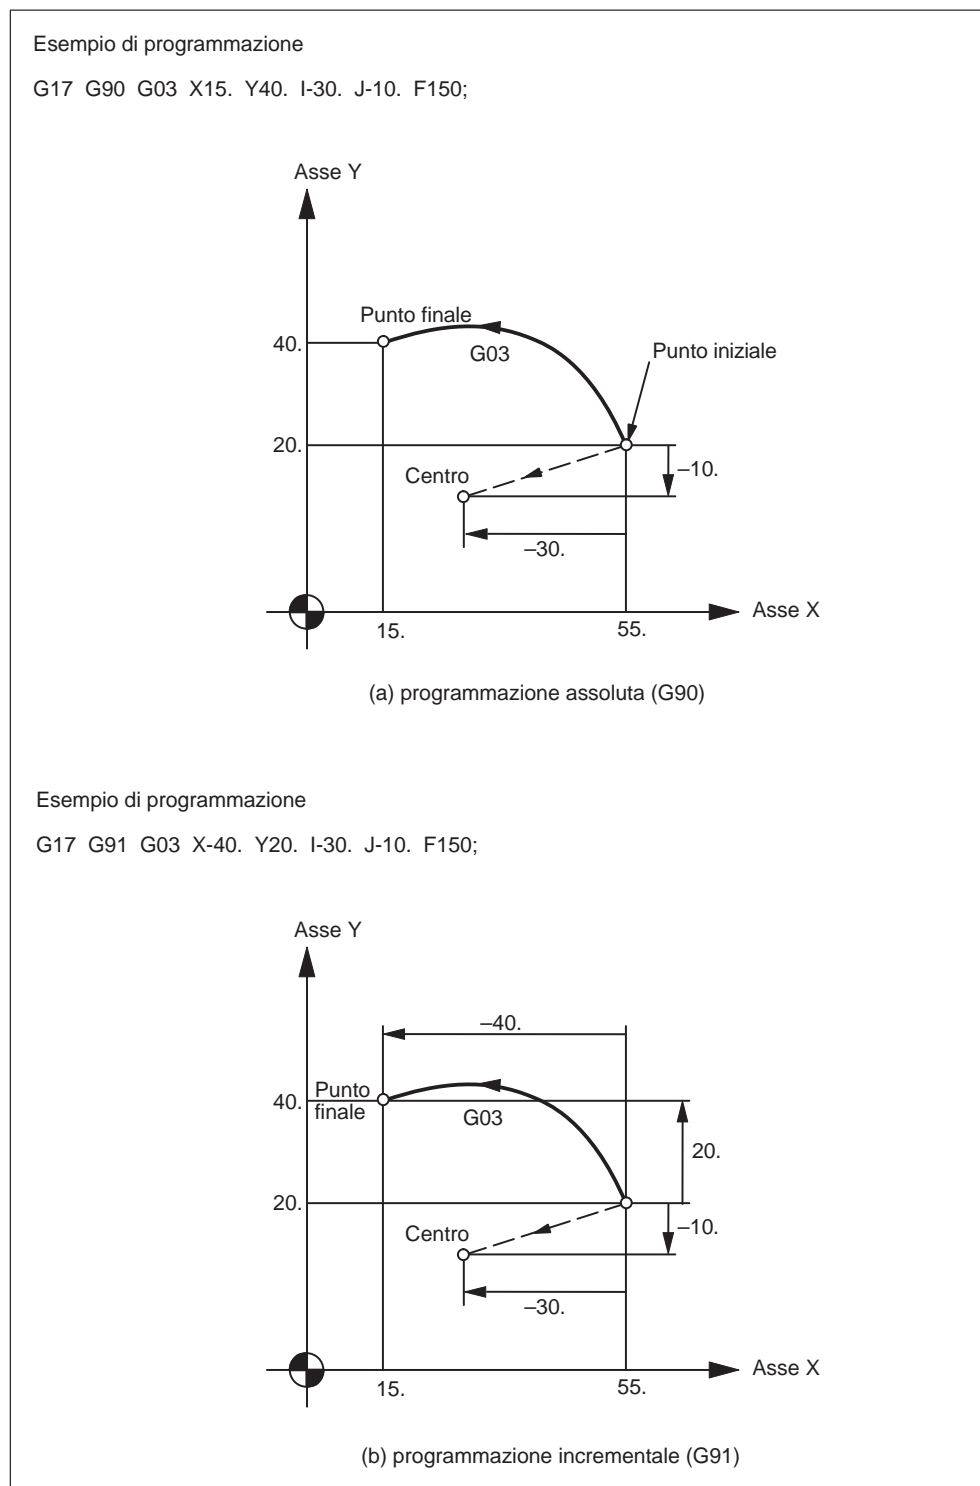 Esempio di programmazione
G17 G90 G03 X15. Y40. I-30. J-10. F150;
Asse Y
Punto finale
40.
G03
Punto iniziale
20.
Centro
–10.
–30.
Asse X
15.
55.
(a) programmazione assoluta (G90)
Esempio di programmazione
G17 G91 G03 X-40. Y20. I-30. J-10. F150;
Asse Y
–40.
Punto
finale
40.
G03
20.
20.
Centro
–10.
–30.
Asse X
15.
55.
(b) programmazione incrementale (G91)